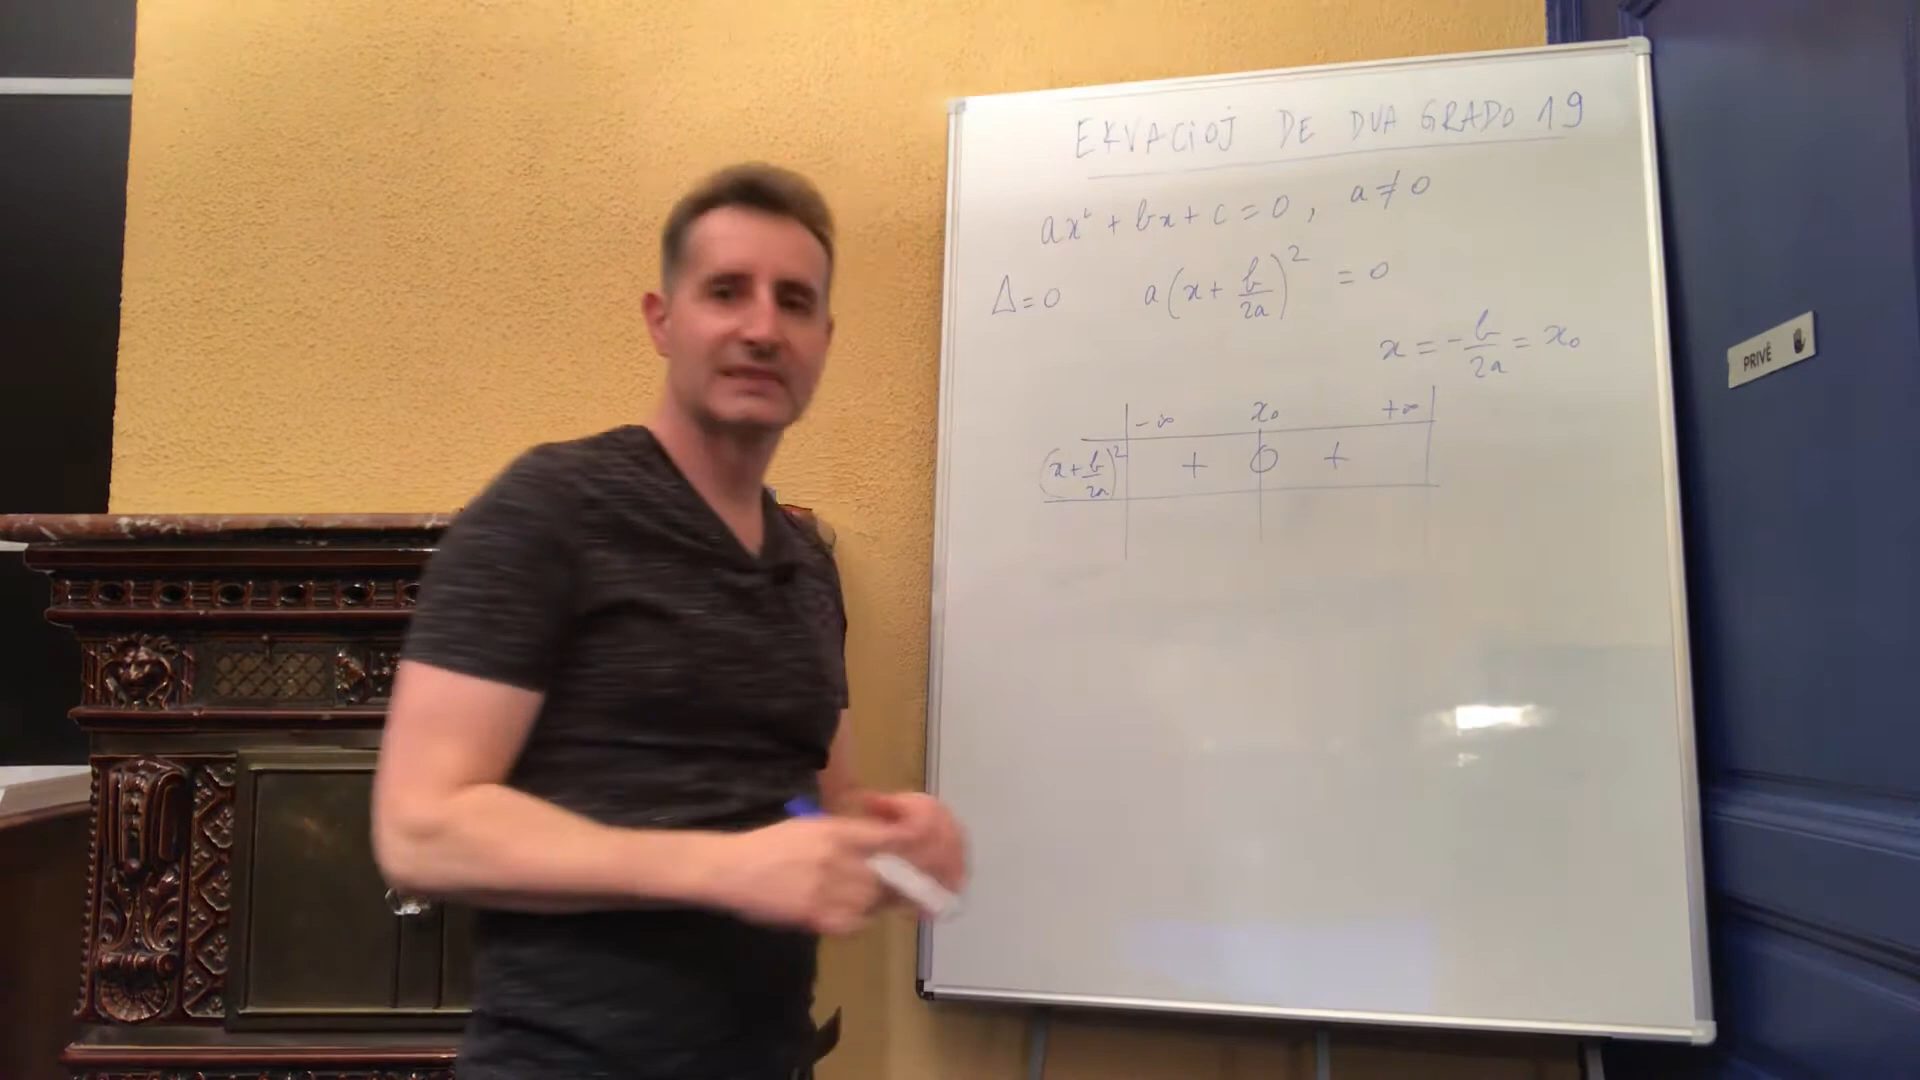 EKVACIOJ DE DUA GRADO 19
ax² + bx + c = 0 , a ≠ 0
Δ = 0 a(x + b/2a)² = 0
x = -b/2a = x₀
-∞ x₀ +∞
(x + b/2a)² + 0 +
PRIVÉ